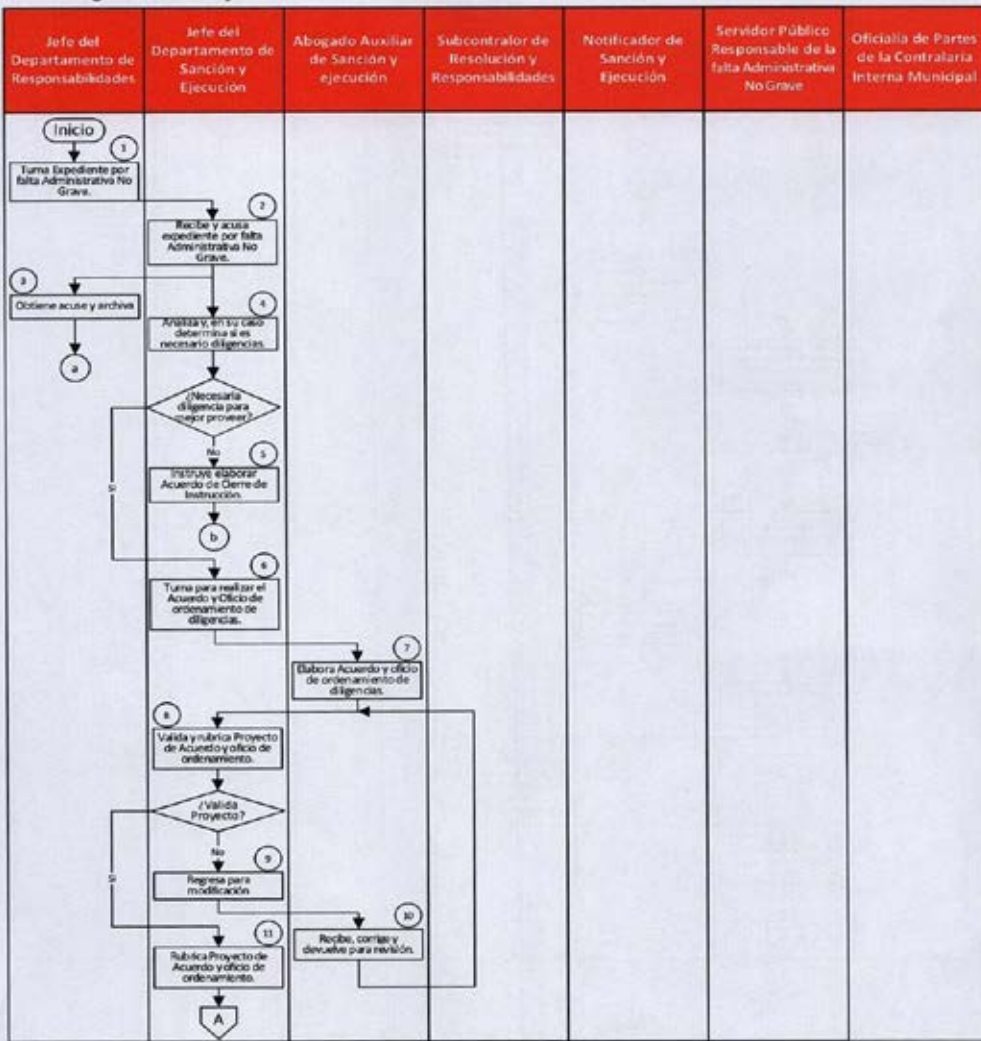 Jefe del
Departamento de
Responsabilidades
Jefe del
Departamento de
Sanción y
Ejecución
Abogado Auxiliar
de Sanción y
ejecución
Subcontralor de
Resolución y
Responsabilidades
Notificador de
Sanción y
Ejecución
Servidor Público
Responsable de la
falta Administrativa
No Grave
Oficialía de Partes
de la Contraloría
Interna Municipal
Inicio
1
Turna Expediente por
falta Administrativa No
Grave.
2
Recibe y acusa
expediente por falta
Administrativa No
Grave.
3
Obtiene acuse y archiva
a
4
Analiza y, en su caso
determina si es
necesario diligencias.
¿Necesaria
diligencia para
mejor proveer?
No
Si
5
Instruye elaborar
Acuerdo de Cierre de
Instrucción.
b
6
Turna para realizar el
Acuerdo y Oficio de
ordenamiento de
diligencias.
7
Elabora Acuerdo y oficio
de ordenamiento de
diligencias.
8
Valida y rubrica Proyecto
de Acuerdo y oficio de
ordenamiento.
¿Valida
Proyecto?
No
Si
9
Regresa para
modificación
10
Recibe, corrige y
devuelve para revisión.
11
Rubrica Proyecto de
Acuerdo y oficio de
ordenamiento.
A